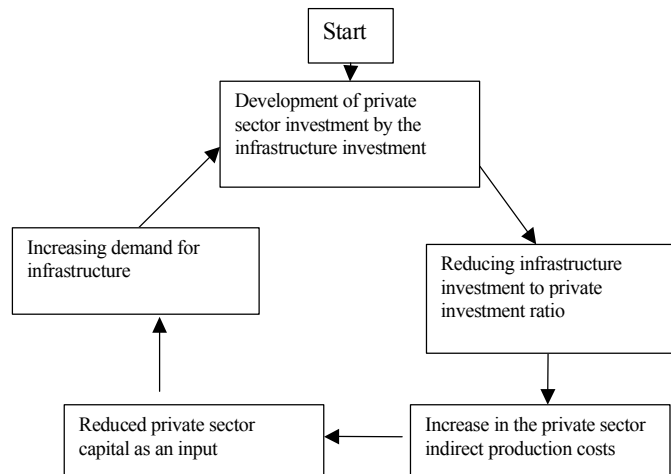 Start
Development of private
sector investment by the
infrastructure investment
Reducing infrastructure
investment to private
investment ratio
Increase in the private sector
indirect production costs
Reduced private sector
capital as an input
Increasing demand for
infrastructure